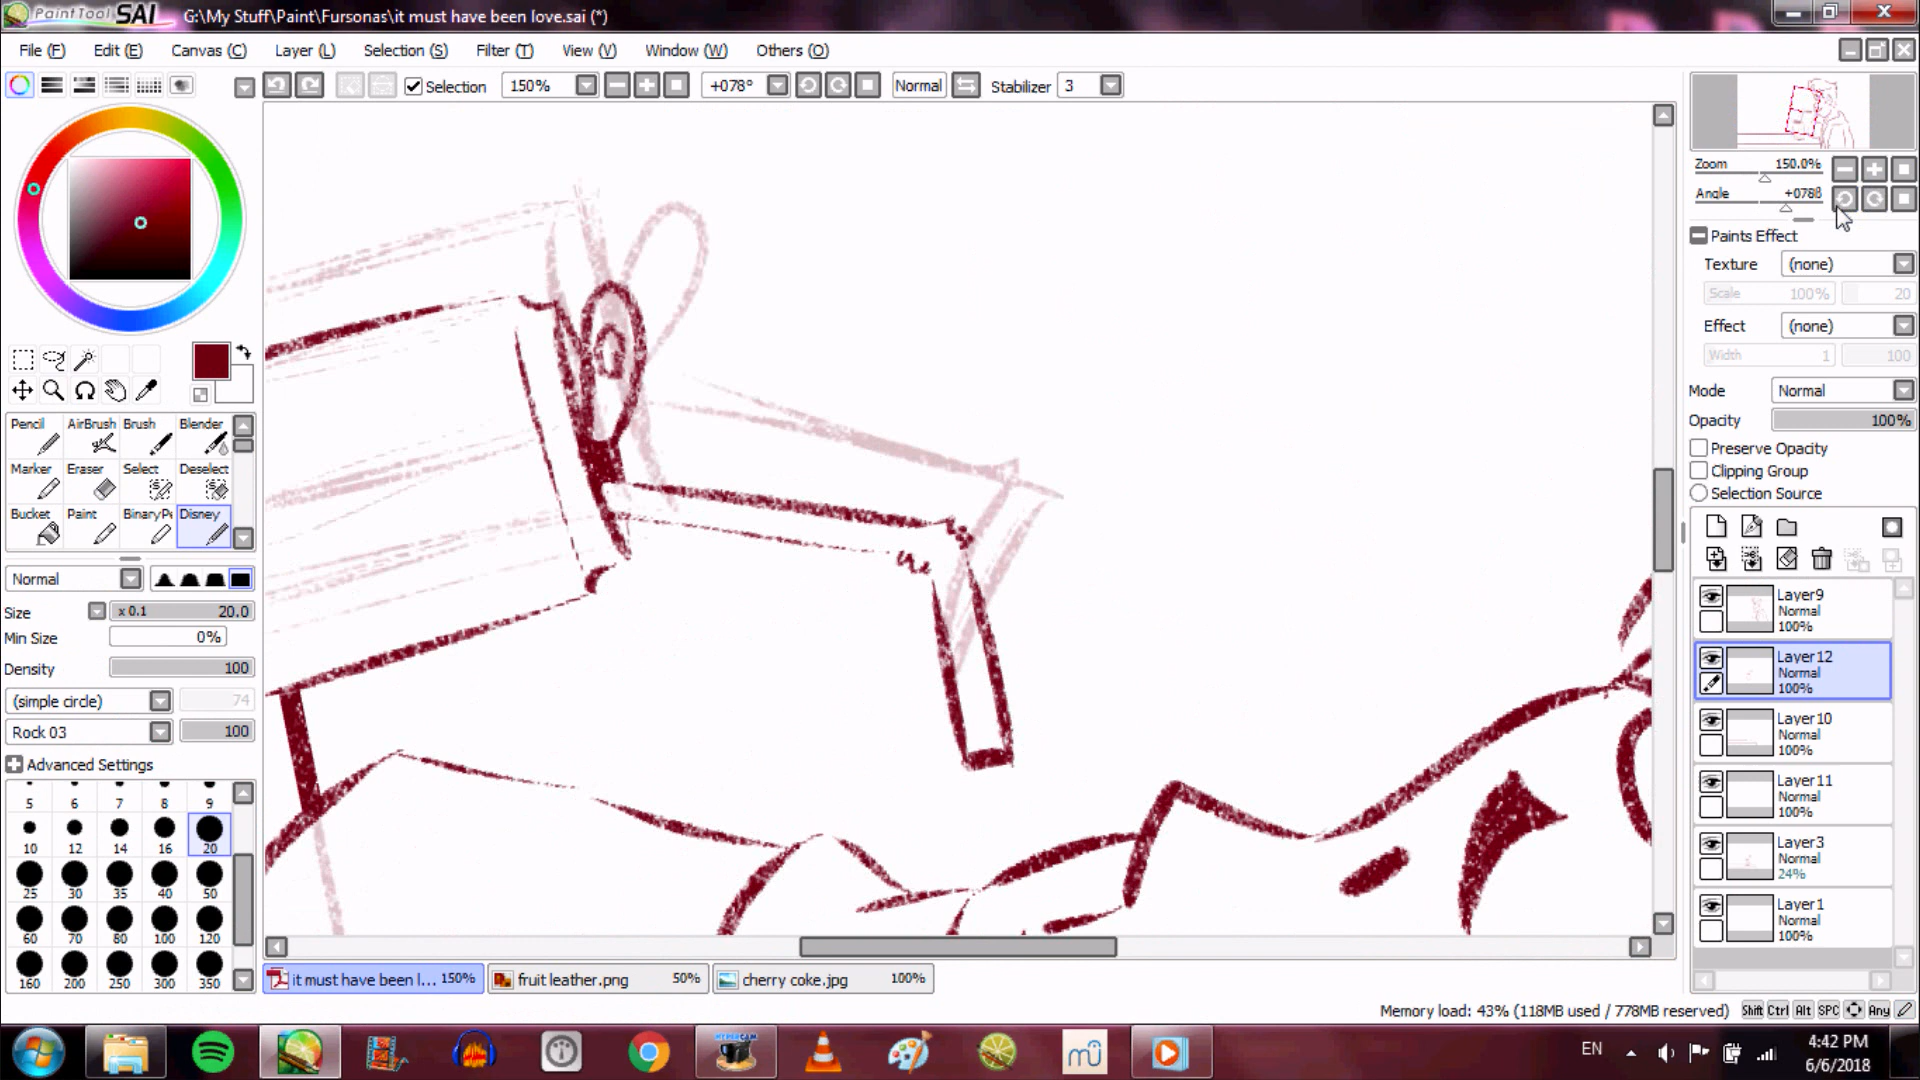 PaintTool SAI G:\My Stuff\Paint\Fursonas\it must have been love.sai (*)
File (F) Edit (E) Canvas (C) Layer (L) Selection (S) Filter (T) View (V) Window (W) Others (O)
Selection 150% +078° Normal Stabilizer 3
Zoom 150.0%
Angle +078ß
Paints Effect
Texture (none)
Scale 100% 20
Effect (none)
Width 1 100
Mode Normal
Opacity 100%
Preserve Opacity
Clipping Group
Selection Source
Pencil AirBrush Brush Blender
Marker Eraser Select Deselect
Bucket Paint BinaryPe Disney
Normal
Size x 0.1 20.0
Min Size 0%
Density 100
(simple circle) 74
Rock 03 100
Advanced Settings
5 6 7 8 9
10 12 14 16 20
25 30 35 40 50
60 70 80 100 120
160 200 250 300 350
Layer9
Normal
100%
Layer12
Normal
100%
Layer10
Normal
100%
Layer11
Normal
100%
Layer3
Normal
24%
Layer1
Normal
100%
it must have been l... 150% fruit leather.png 50% cherry coke.jpg 100%
Memory load: 43% (118MB used / 778MB reserved) Shift Ctrl Alt SPC Any
HYPERCAM
EN
4:42 PM
6/6/2018